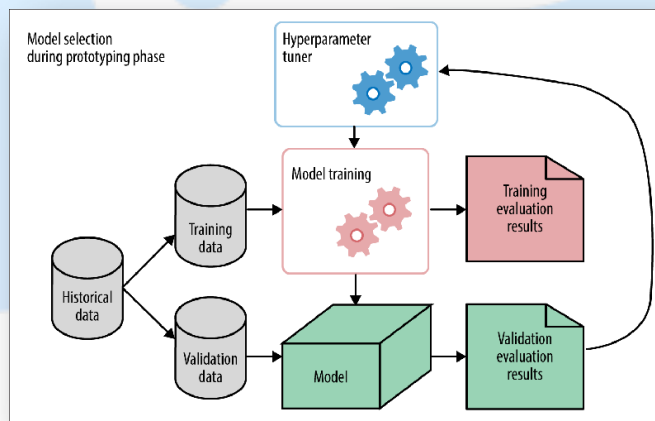 Model selection
during prototyping phase
Hyperparameter
tuner
Model training
Training
data
Training
evaluation
results
Historical
data
Validation
data
Model
Validation
evaluation
results